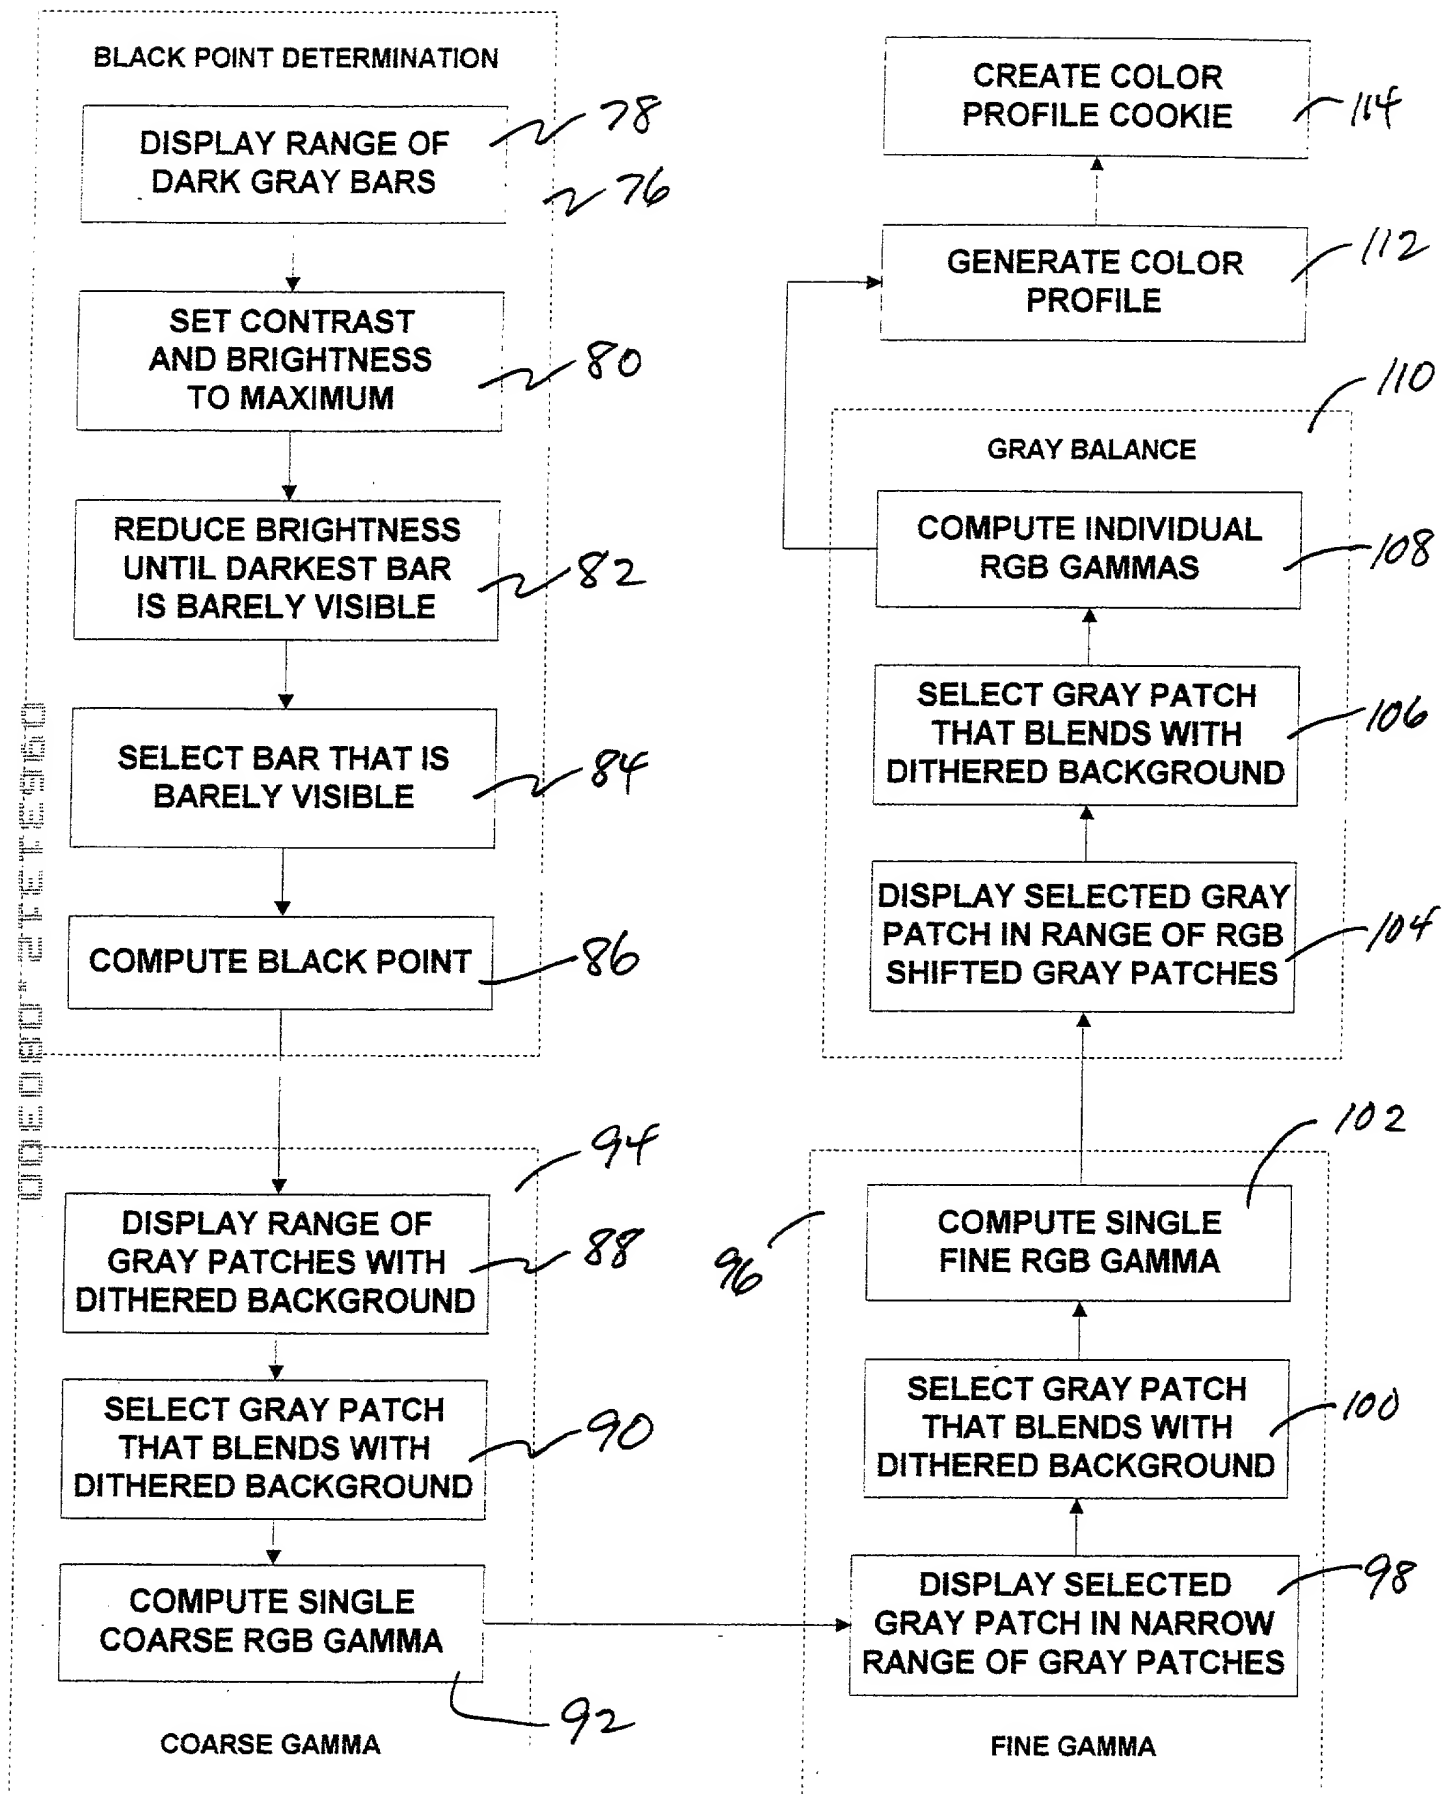 BLACK POINT DETERMINATION
DISPLAY RANGE OF
DARK GRAY BARS
78
76
SET CONTRAST
AND BRIGHTNESS
TO MAXIMUM
80
REDUCE BRIGHTNESS
UNTIL DARKEST BAR
IS BARELY VISIBLE
82
SELECT BAR THAT IS
BARELY VISIBLE
84
COMPUTE BLACK POINT
86
94
DISPLAY RANGE OF
GRAY PATCHES WITH
DITHERED BACKGROUND
88
SELECT GRAY PATCH
THAT BLENDS WITH
DITHERED BACKGROUND
90
COMPUTE SINGLE
COARSE RGB GAMMA
92
COARSE GAMMA
CREATE COLOR
PROFILE COOKIE
114
GENERATE COLOR
PROFILE
112
110
GRAY BALANCE
COMPUTE INDIVIDUAL
RGB GAMMAS
108
SELECT GRAY PATCH
THAT BLENDS WITH
DITHERED BACKGROUND
106
DISPLAY SELECTED GRAY
PATCH IN RANGE OF RGB
SHIFTED GRAY PATCHES
104
102
96
COMPUTE SINGLE
FINE RGB GAMMA
SELECT GRAY PATCH
THAT BLENDS WITH
DITHERED BACKGROUND
100
DISPLAY SELECTED
GRAY PATCH IN NARROW
RANGE OF GRAY PATCHES
98
FINE GAMMA